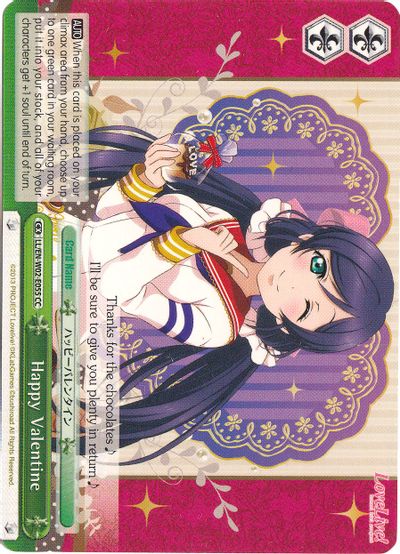 [AUTO] When this card is placed on your
climax area from your hand, choose up
to one green card in your waiting room,
put it into your stock, and all of your
characters get +1 soul until end of turn.
LoveLive!
LOVE
Thanks for the chocolates♪
I'll be sure to give you plenty in return♪
Card Name
ハッピーバレンタイン
Happy Valentine
CX LL/EN-W02-E055 CC
©2013 PROJECT Lovelive! ©KLabGames ©bushiroad All Rights Reserved.